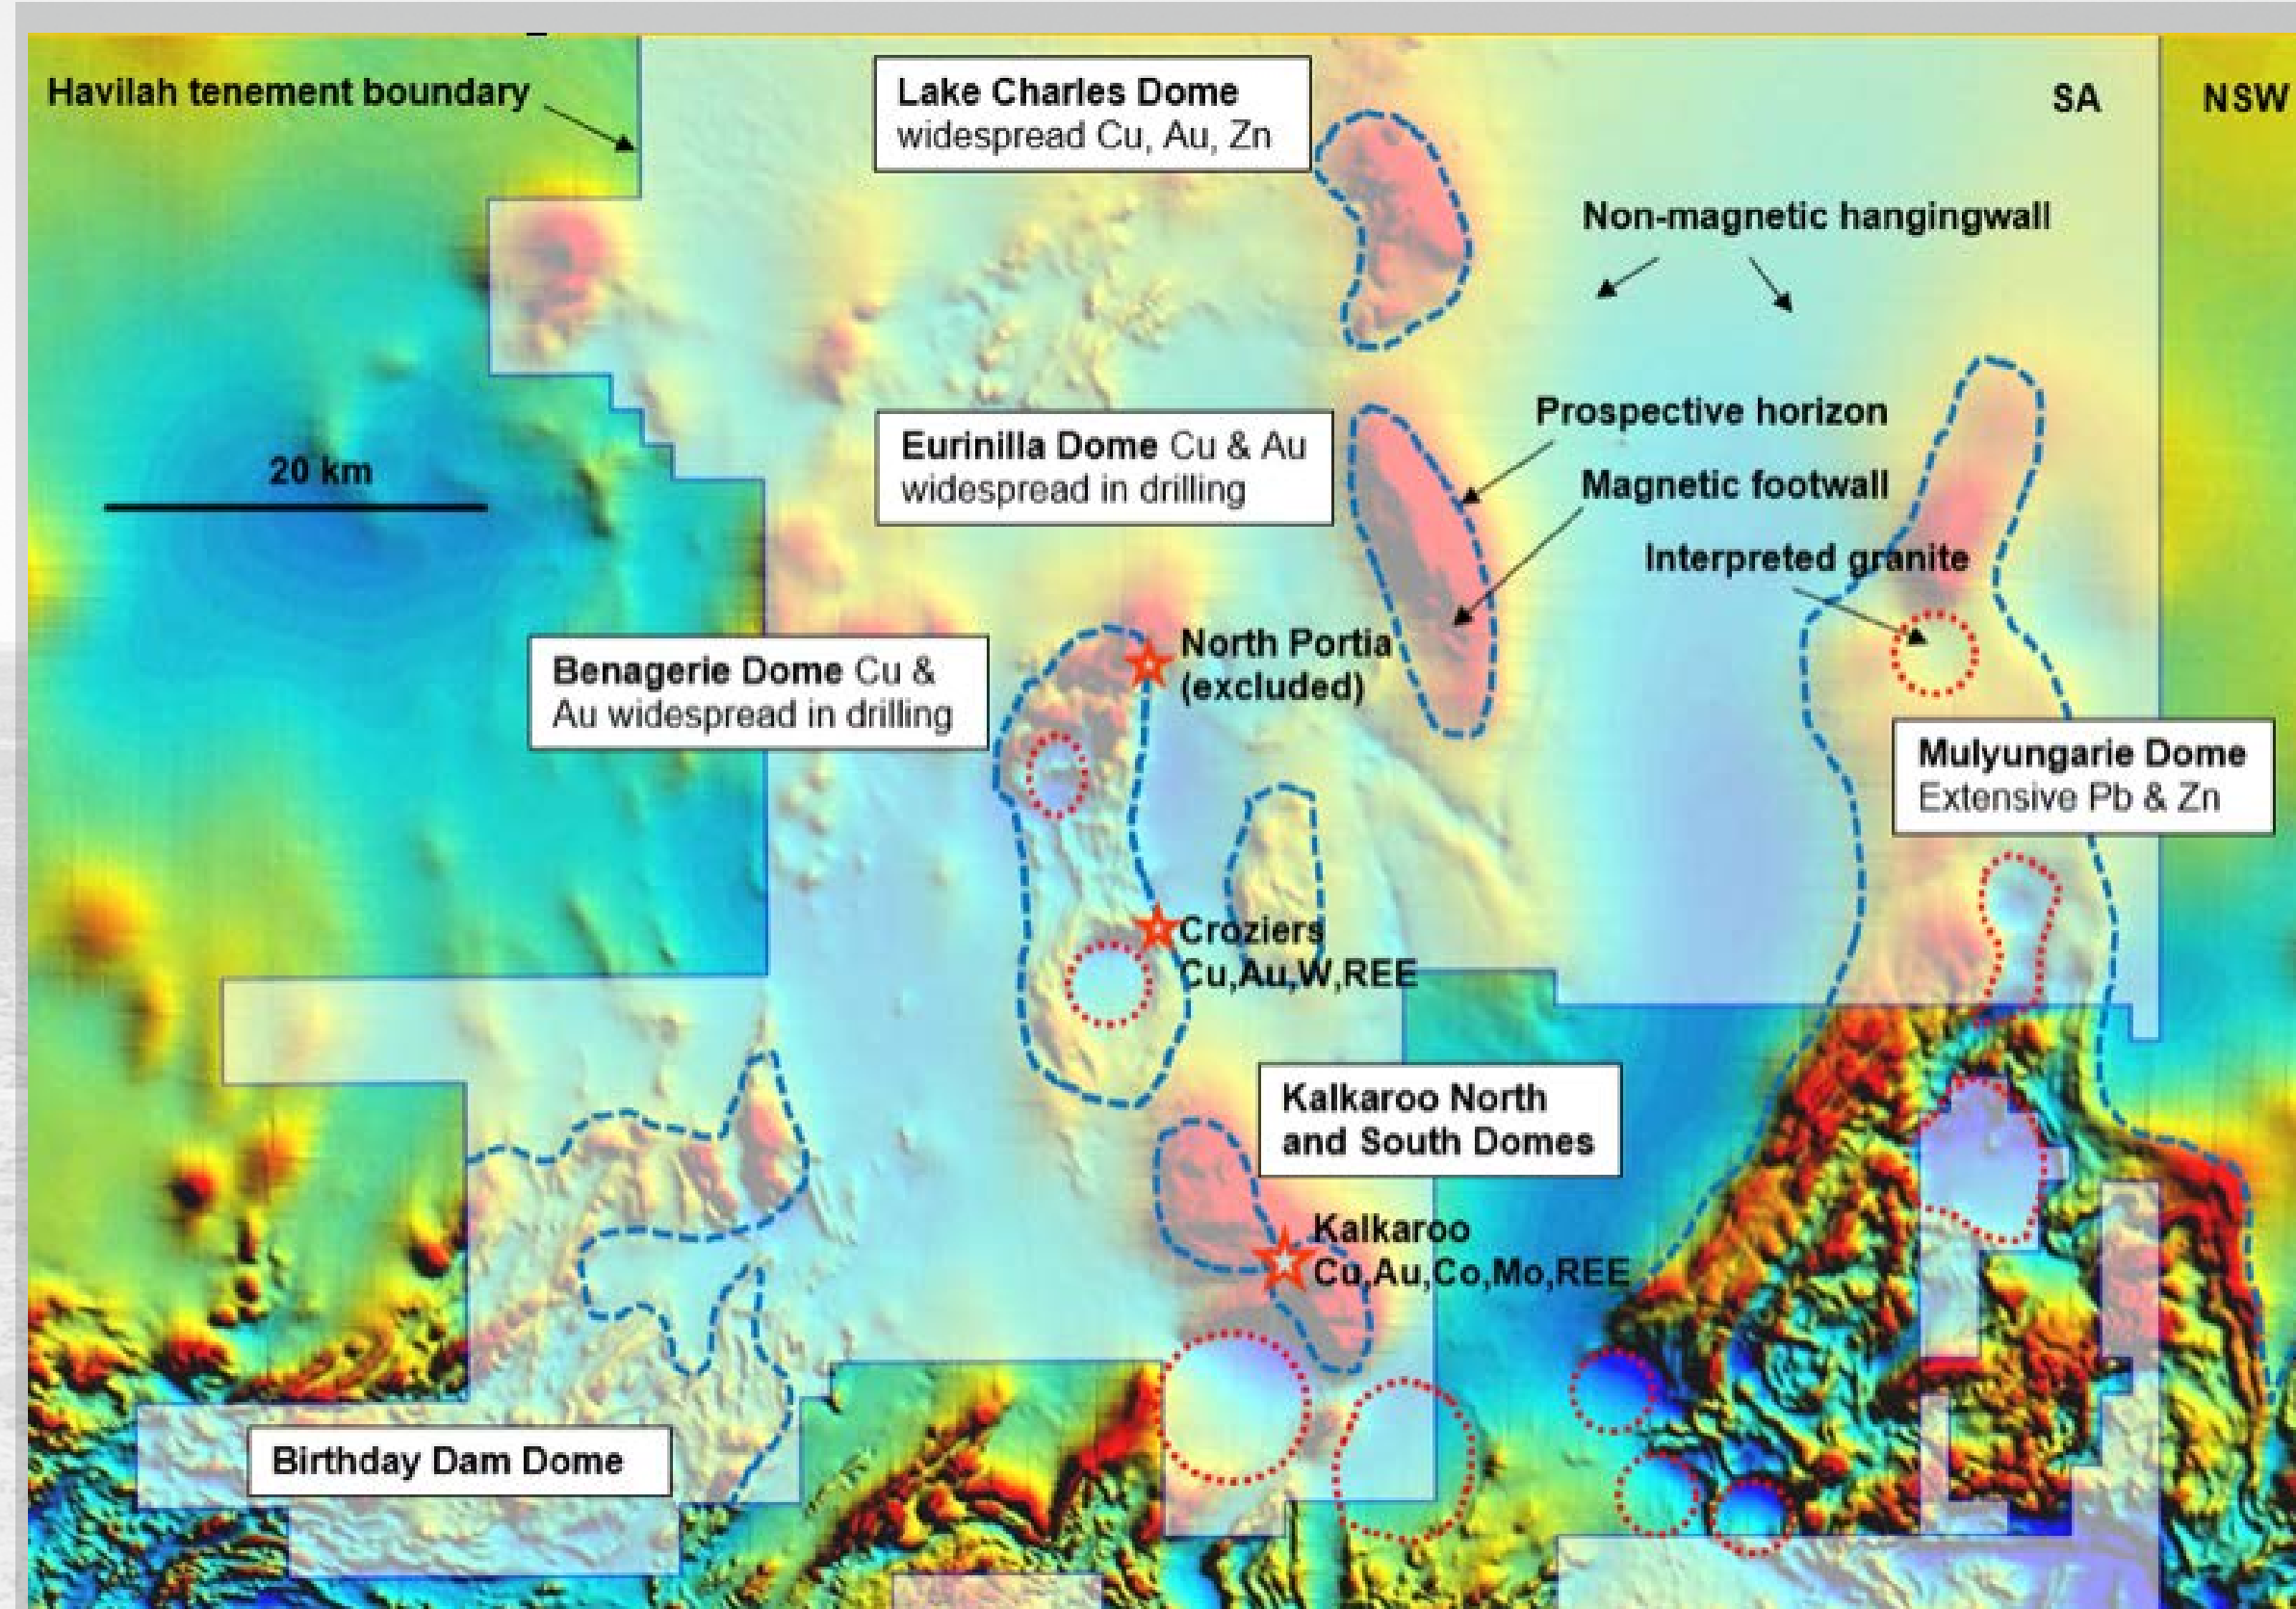 Havilah tenement boundary
Lake Charles Dome
widespread Cu, Au, Zn
SA
NSW
Non-magnetic hangingwall
Prospective horizon
Eurinilla Dome Cu & Au
widespread in drilling
20 km
Magnetic footwall
Interpreted granite
North Portia
(excluded)
Benagerie Dome Cu &
Au widespread in drilling
Mulyungarie Dome
Extensive Pb & Zn
Croziers
Cu,Au,W,REE
Kalkaroo North
and South Domes
Kalkaroo
Cu,Au,Co,Mo,REE
Birthday Dam Dome